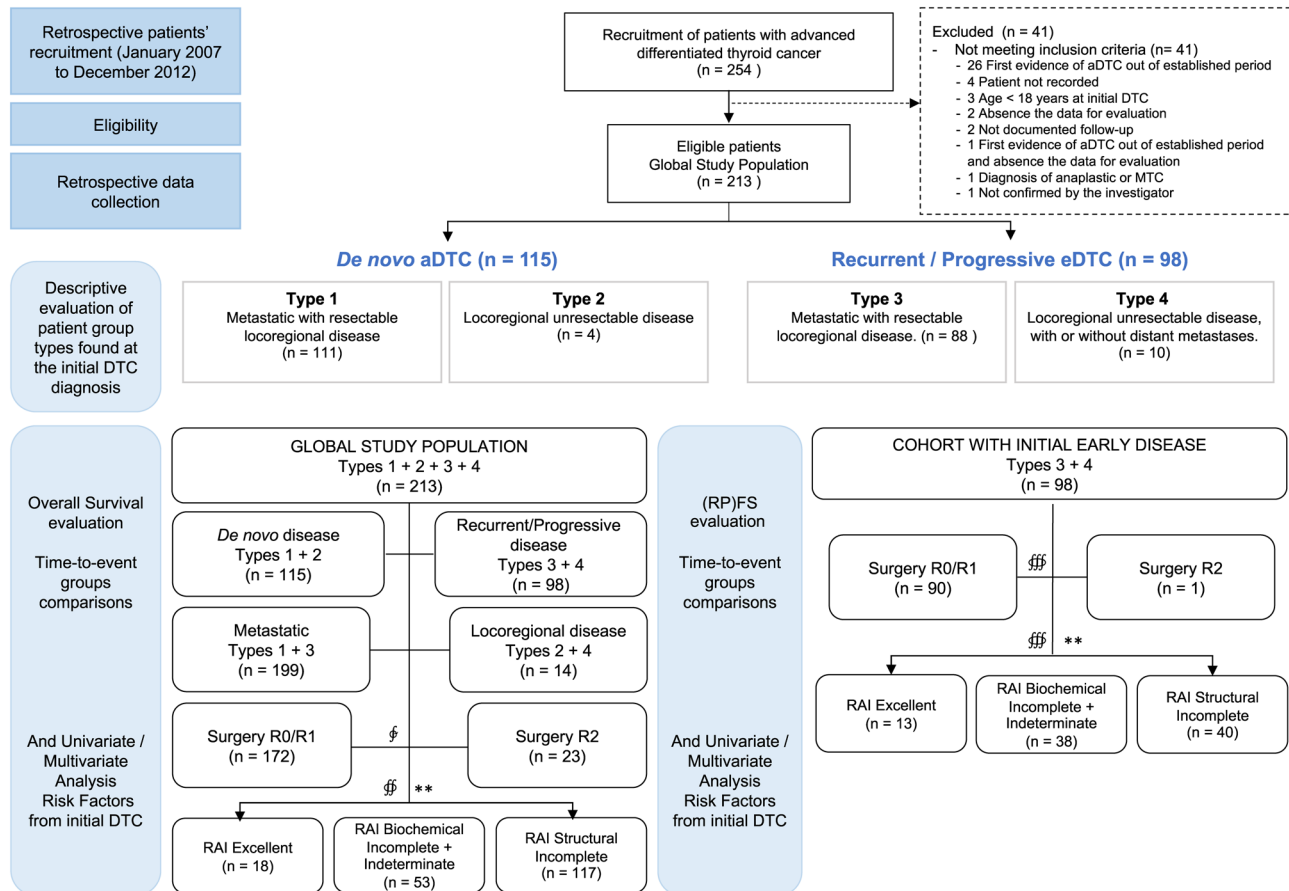 Retrospective patients'
recruitment (January 2007
to December 2012)
Eligibility
Retrospective data
collection
Recruitment of patients with advanced
differentiated thyroid cancer
(n = 254 )
Excluded (n = 41)
- Not meeting inclusion criteria (n= 41)
- 26 First evidence of aDTC out of established period
- 4 Patient not recorded
- 3 Age < 18 years at initial DTC
- 2 Absence the data for evaluation
- 2 Not documented follow-up
- 1 First evidence of aDTC out of established period
and absence the data for evaluation
- 1 Diagnosis of anaplastic or MTC
- 1 Not confirmed by the investigator
Eligible patients
Global Study Population
(n = 213 )
De novo aDTC (n = 115)
Recurrent / Progressive eDTC (n = 98)
Descriptive
evaluation of
patient group
types found at
the initial DTC
diagnosis
Type 1
Metastatic with resectable
locoregional disease
(n = 111)
Type 2
Locoregional unresectable disease
(n = 4)
Type 3
Metastatic with resectable
locoregional disease. (n = 88 )
Type 4
Locoregional unresectable disease,
with or without distant metastases.
(n = 10)
Overall Survival
evaluation
Time-to-event
groups
comparisons
And Univariate /
Multivariate
Analysis
Risk Factors
from initial DTC
GLOBAL STUDY POPULATION
Types 1 + 2 + 3 + 4
(n = 213)
De novo disease
Types 1 + 2
(n = 115)
Recurrent/Progressive
disease
Types 3 + 4
(n = 98)
Metastatic
Types 1 + 3
(n = 199)
Locoregional disease
Types 2 + 4
(n = 14)
Surgery R0/R1
(n = 172)
∮
Surgery R2
(n = 23)
∯ **
RAI Excellent
(n = 18)
RAI Biochemical
Incomplete +
Indeterminate
(n = 53)
RAI Structural
Incomplete
(n = 117)
(RP)FS
evaluation
Time-to-event
groups
comparisons
And Univariate /
Multivariate
Analysis
Risk Factors
from initial DTC
COHORT WITH INITIAL EARLY DISEASE
Types 3 + 4
(n = 98)
Surgery R0/R1
(n = 90)
∰
Surgery R2
(n = 1)
∰ **
RAI Excellent
(n = 13)
RAI Biochemical
Incomplete +
Indeterminate
(n = 38)
RAI Structural
Incomplete
(n = 40)